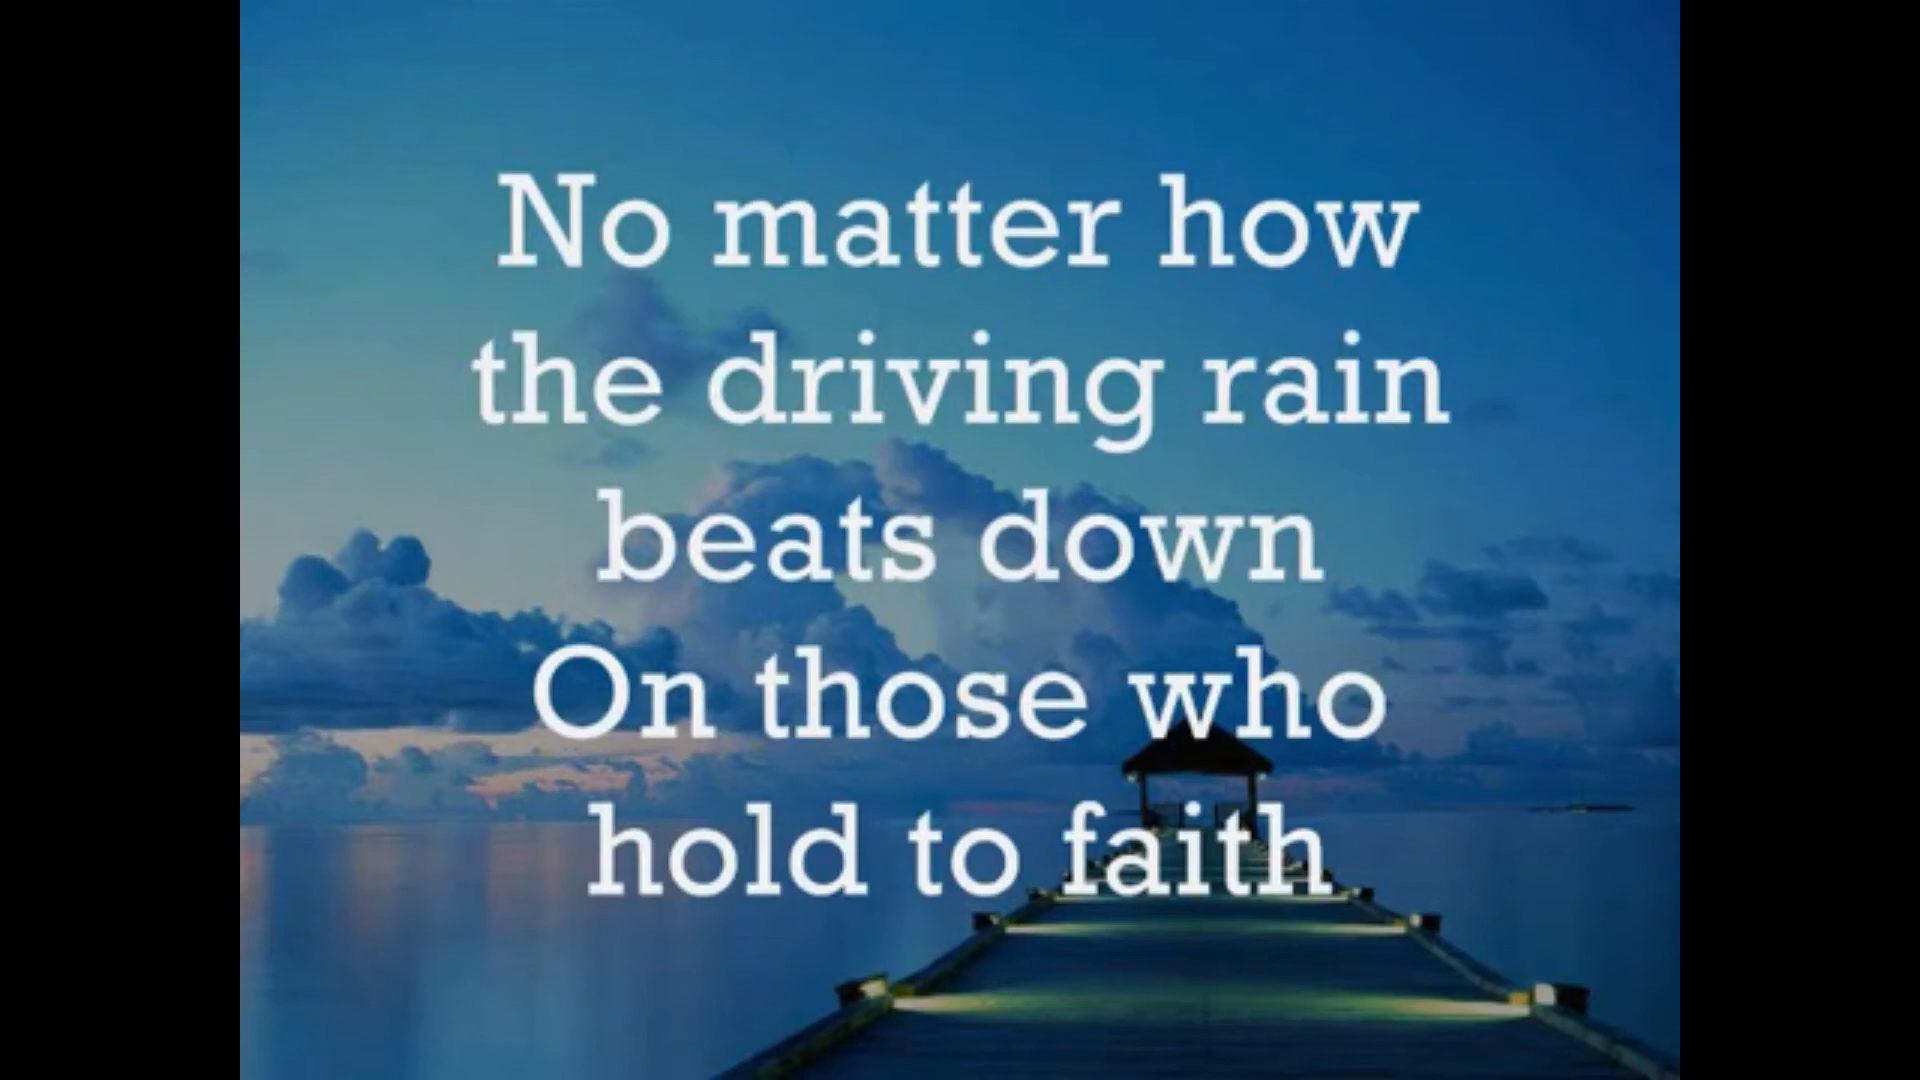 No matter how
the driving rain
beats down
On those who
hold to faith